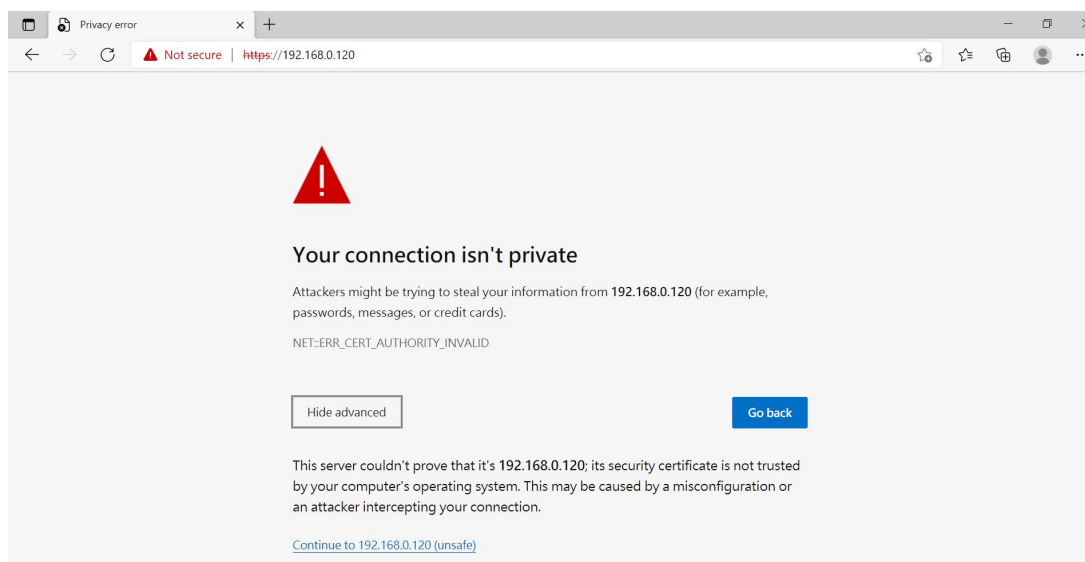 Privacy error
Not secure | https://192.168.0.120
Your connection isn't private
Attackers might be trying to steal your information from 192.168.0.120 (for example,
passwords, messages, or credit cards).
NET::ERR_CERT_AUTHORITY_INVALID
Hide advanced
Go back
This server couldn't prove that it's 192.168.0.120; its security certificate is not trusted
by your computer's operating system. This may be caused by a misconfiguration or
an attacker intercepting your connection.
Continue to 192.168.0.120 (unsafe)